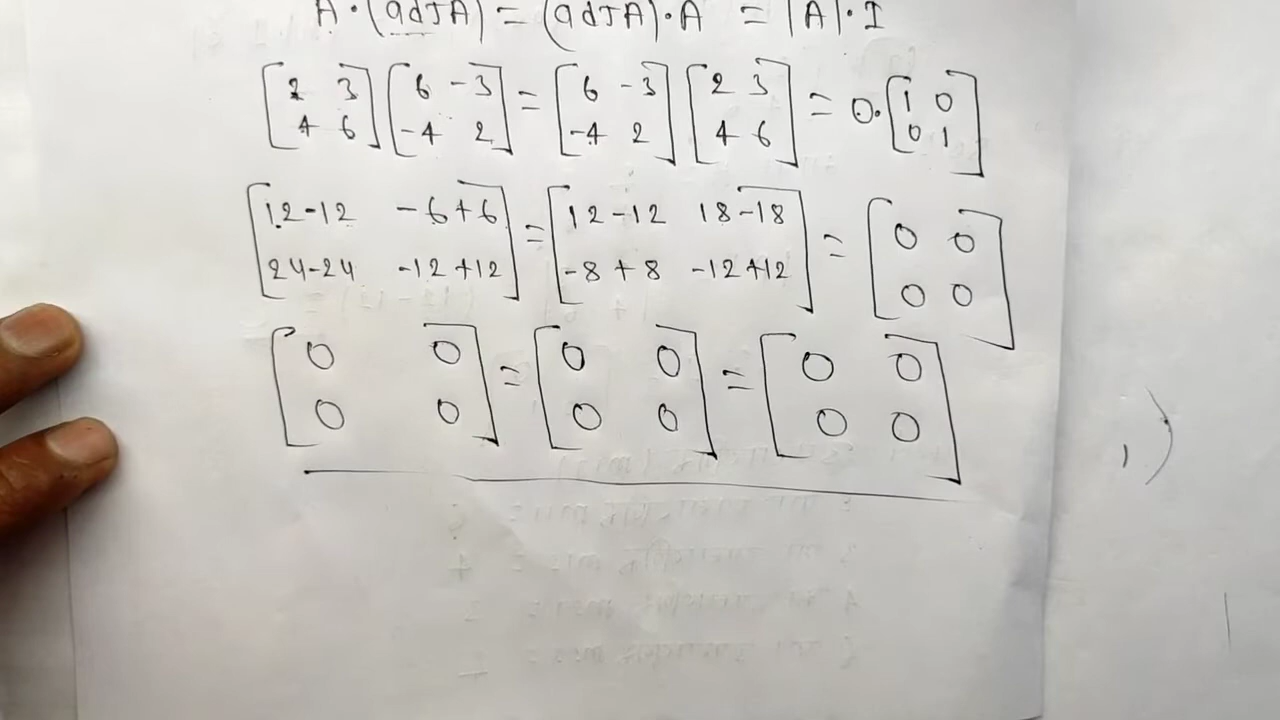 A · (adJA) = (adJA) · A = |A| · I
[2 3 4 6] [6 -3 -4 2] = [6 -3 -4 2] [2 3 4 6] = 0 · [1 0 0 1]
[12-12 -6+6 24-24 -12+12] = [12-12 18-18 -8+8 -12+12] = [0 0 0 0]
[0 0 0 0] = [0 0 0 0] = [0 0 0 0]